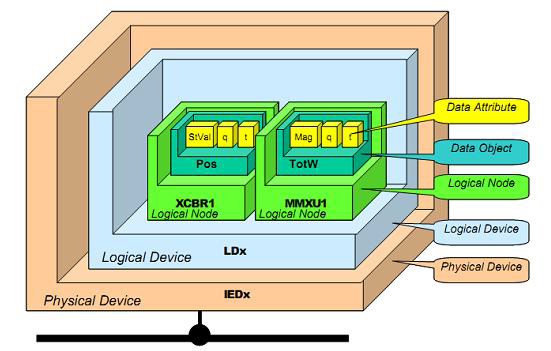 Data Attribute
StVal q t
Mag q t
Data Object
Pos
TotW
Logical Node
XCBR1
Logical Node
MMXU1
Logical Node
Logical Device
LDx
Logical Device
Physical Device
IEDx
Physical Device